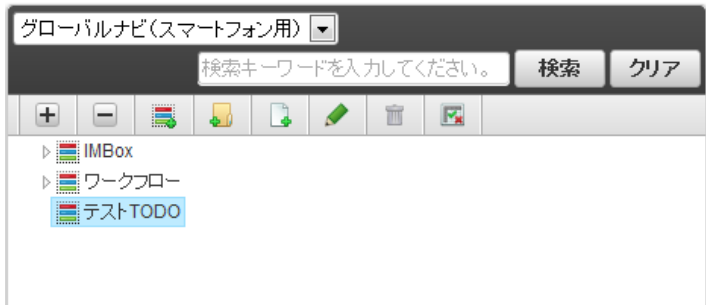 グローバルナビ(スマートフォン用)
検索キーワードを入力してください。 検索 クリア
IMBox
ワークフロー
テストTODO